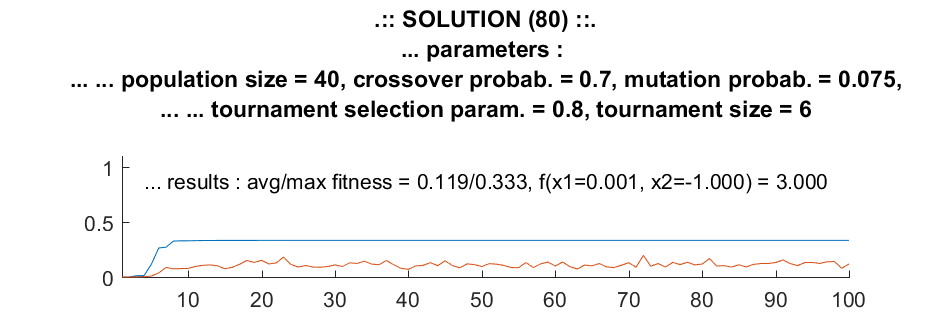 .:: SOLUTION (80) ::.
... parameters :
... ... population size = 40, crossover probab. = 0.7, mutation probab. = 0.075,
... ... tournament selection param. = 0.8, tournament size = 6
1
... results : avg/max fitness = 0.119/0.333, f(x1=0.001, x2=-1.000) = 3.000
0.5
0
10 20 30 40 50 60 70 80 90 100